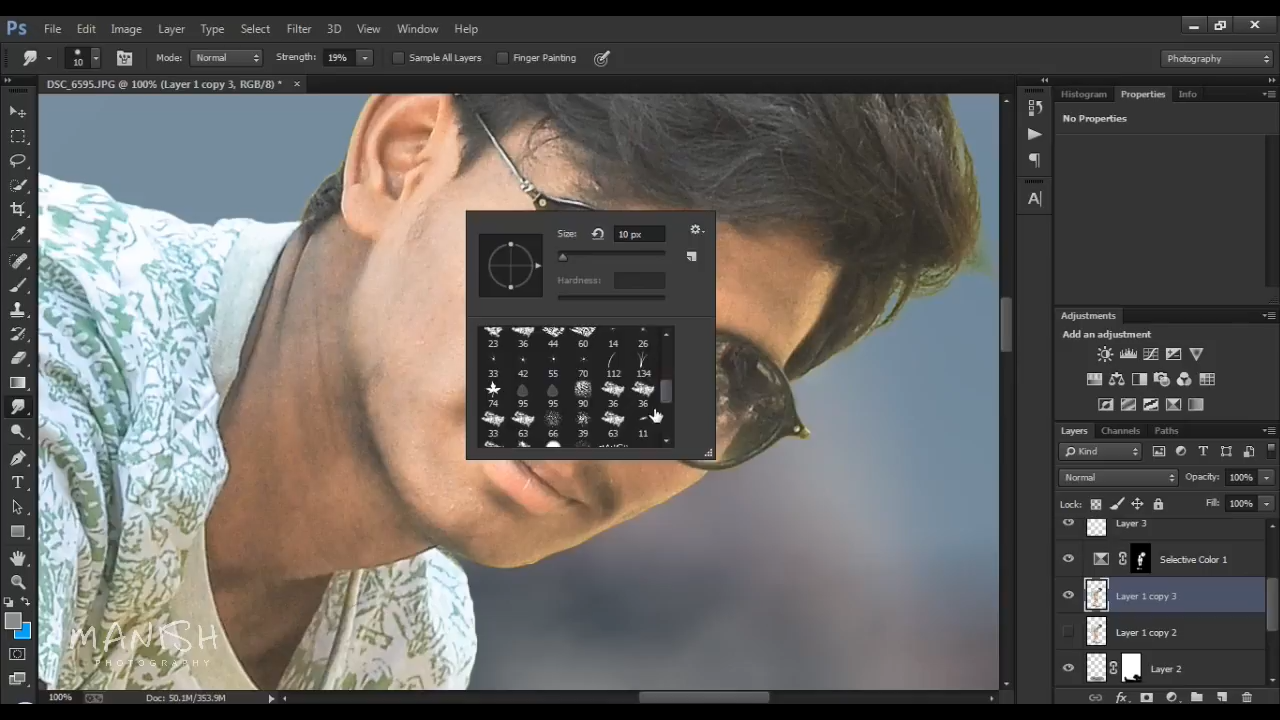 Ps File Edit Image Layer Type Select Filter 3D View Window Help
10 Mode: Normal Strength: 19% Sample All Layers Finger Painting Photography
DSC_6595.JPG @ 100% (Layer 1 copy 3, RGB/8) * ×
Histogram Properties Info
No Properties
Size: 10 px
Hardness:
23 36 44 60 14 26
33 42 55 70 112 134
74 95 95 90 36 36
33 63 66 39 63 11
Adjustments
Add an adjustment
Layers Channels Paths
Kind
Normal Opacity: 100%
Lock: Fill: 100%
Layer 3
Selective Color 1
Layer 1 copy 3
Layer 1 copy 2
Layer 2
MANISH
PHOTOGRAPHY
100% Doc: 50.1M/353.9M